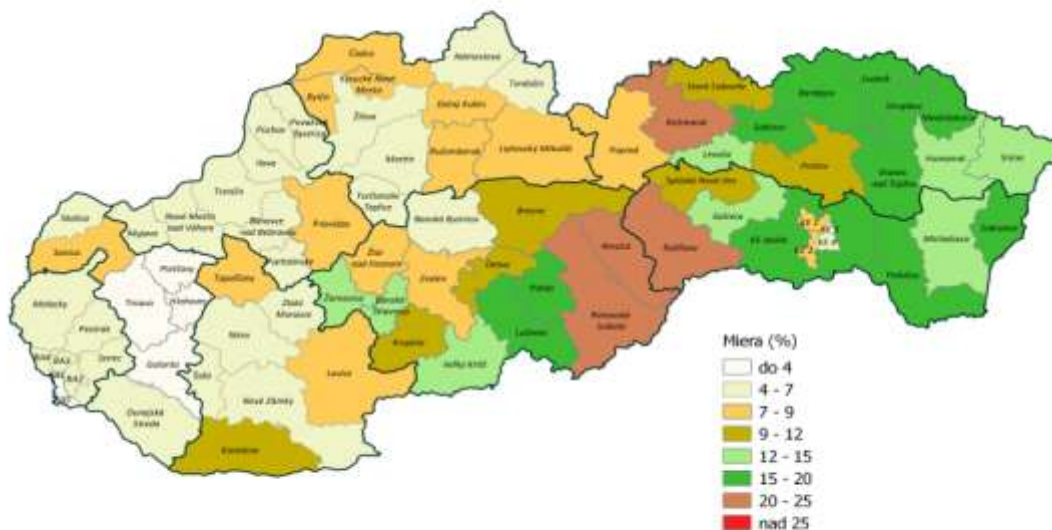 Čadca
Námestovo
Tvrdošín
Kysucké Nové
Mesto
Bytča
Dolný Kubín
Stará Ľubovňa
Svidník
Bardejov
Kežmarok
Stropkov
Medzilaborce
Žilina
Považská
Bystrica
Púchov
Ružomberok
Liptovský Mikuláš
Poprad
Sabinov
Levoča
Prešov
Humenné
Snina
Ilava
Martin
Vranov
nad Topľou
Trenčín
Turčianske
Teplice
Spišská Nová Ves
Gelnica
Skalica
Nové Mesto
nad Váhom
Bánovce
nad Bebravou
Prievidza
Banská Bystrica
Brezno
Myjava
Michalovce
Sobrance
Senica
Partizánske
Žiar
nad Hronom
Revúca
Rožňava
KE okolie
Piešťany
Topoľčany
Zvolen
Detva
Malacky
Trnava
Hlohovec
Zlaté
Moravce
Žarnovica
Banská
Štiavnica
Poltár
Rimavská
Sobota
Trebišov
Pezinok
Nitra
Krupina
Lučenec
Senec
Galanta
Šaľa
Levice
Veľký Krtíš
Dunajská
Streda
Nové Zámky
Komárno
Miera (%)
do 4
4 - 7
7 - 9
9 - 12
12 - 15
15 - 20
20 - 25
nad 25